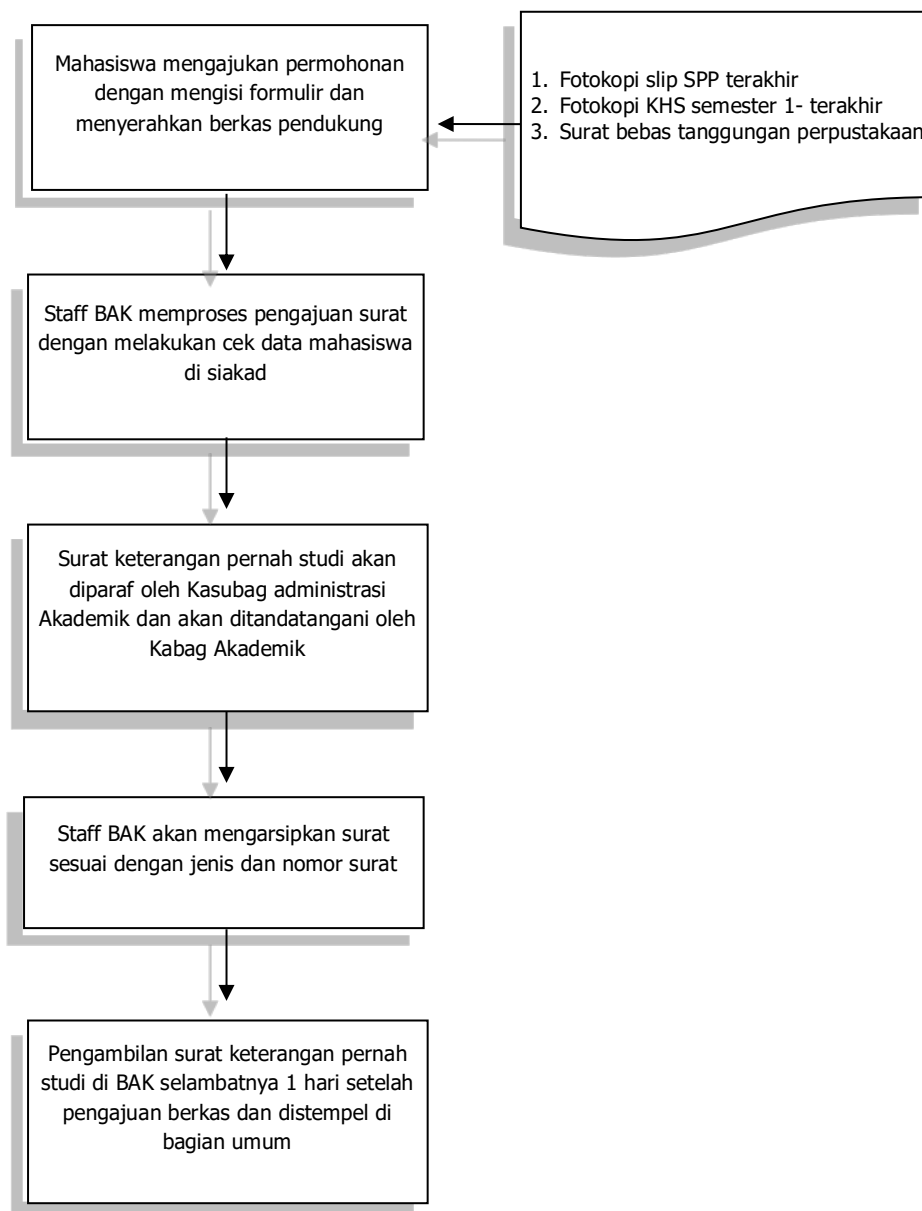 Mahasiswa mengajukan permohonan
dengan mengisi formulir dan
menyerahkan berkas pendukung
1. Fotokopi slip SPP terakhir
2. Fotokopi KHS semester 1- terakhir
3. Surat bebas tanggungan perpustakaan
Staff BAK memproses pengajuan surat
dengan melakukan cek data mahasiswa
di siakad
Surat keterangan pernah studi akan
diparaf oleh Kasubag administrasi
Akademik dan akan ditandatangani oleh
Kabag Akademik
Staff BAK akan mengarsipkan surat
sesuai dengan jenis dan nomor surat
Pengambilan surat keterangan pernah
studi di BAK selambatnya 1 hari setelah
pengajuan berkas dan distempel di
bagian umum